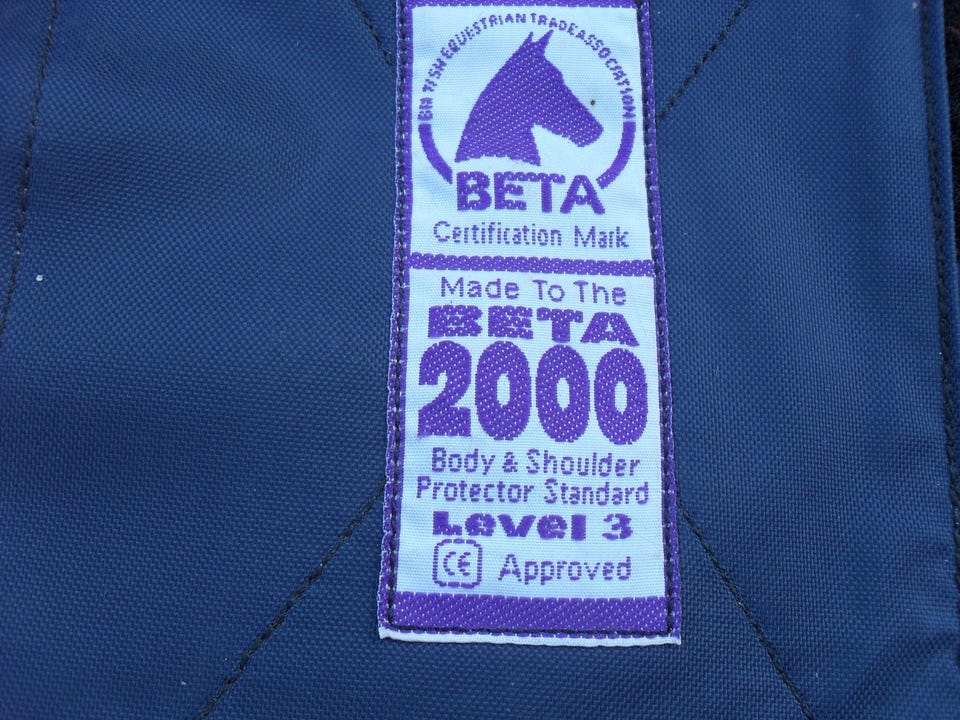 BRITISH EQUESTRIAN TRADE ASSOCIATION
BETA
Certification Mark
Made To The
BETA
2000
Body & Shoulder
Protector Standard
Level 3
CE Approved